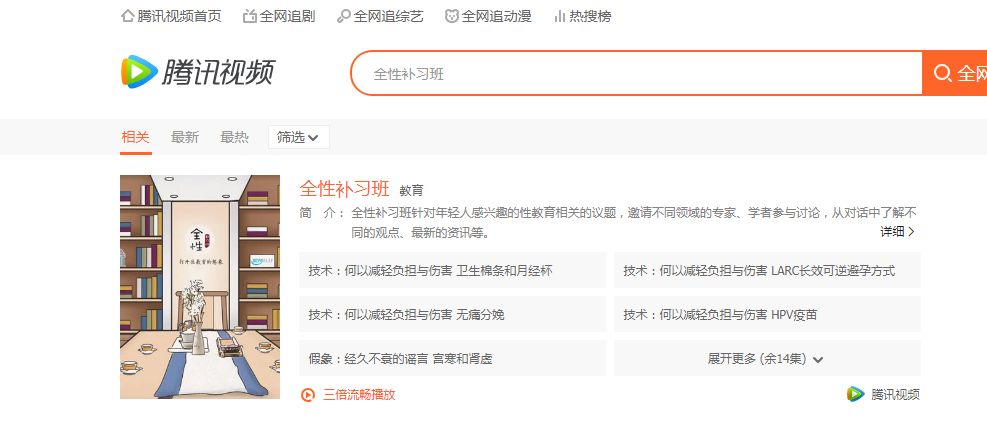 腾讯视频首页 全网追剧 全网追综艺 全网追动漫 热搜榜
腾讯视频
全性补习班
全网
相关 最新 最热 筛选
全性补习班 教育
简 介： 全性补习班针对年轻人感兴趣的性教育相关的议题，邀请不同领域的专家、学者参与讨论，从对话中了解不
同的观点、最新的资讯等。
详细
全性
打开性教育的想象
技术：何以减轻负担与伤害 卫生棉条和月经杯
技术：何以减轻负担与伤害 LARC长效可逆避孕方式
技术：何以减轻负担与伤害 无痛分娩
技术：何以减轻负担与伤害 HPV疫苗
假象：经久不衰的谣言 宫寒和肾虚
展开更多 (余14集)
三倍流畅播放
腾讯视频